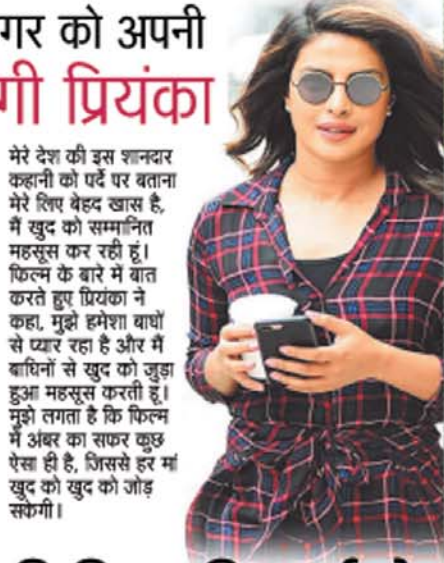 गर को अपनी
गी प्रियंका
मेरे देश की इस शानदार
कहानी को पर्दे पर बताना
मेरे लिए बेहद खास है,
मैं खुद को सम्मानित
महसूस कर रही हूं।
फिल्म के बारे में बात
करते हुए प्रियंका ने
कहा, मुझे हमेशा बाघों
से प्यार रहा है और मैं
बाघिनों से खुद को जुड़ा
हुआ महसूस करती हूं।
मुझे लगता है कि फिल्म
में अंबर का सफर कुछ
ऐसा ही है, जिससे हर मां
खुद को खुद को जोड़
सकेगी।